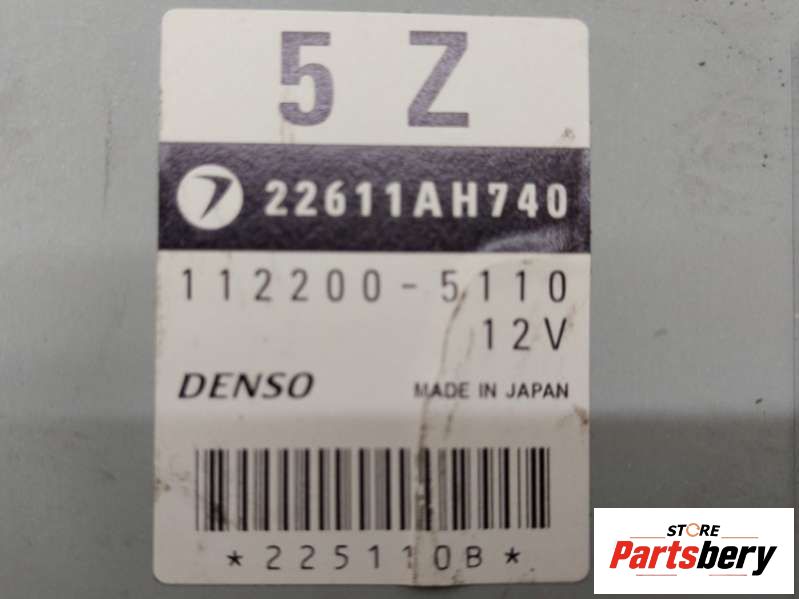 5 Z
22611AH740
112200-5110
12V
DENSO MADE IN JAPAN
*225110B*
STORE
Partsbery